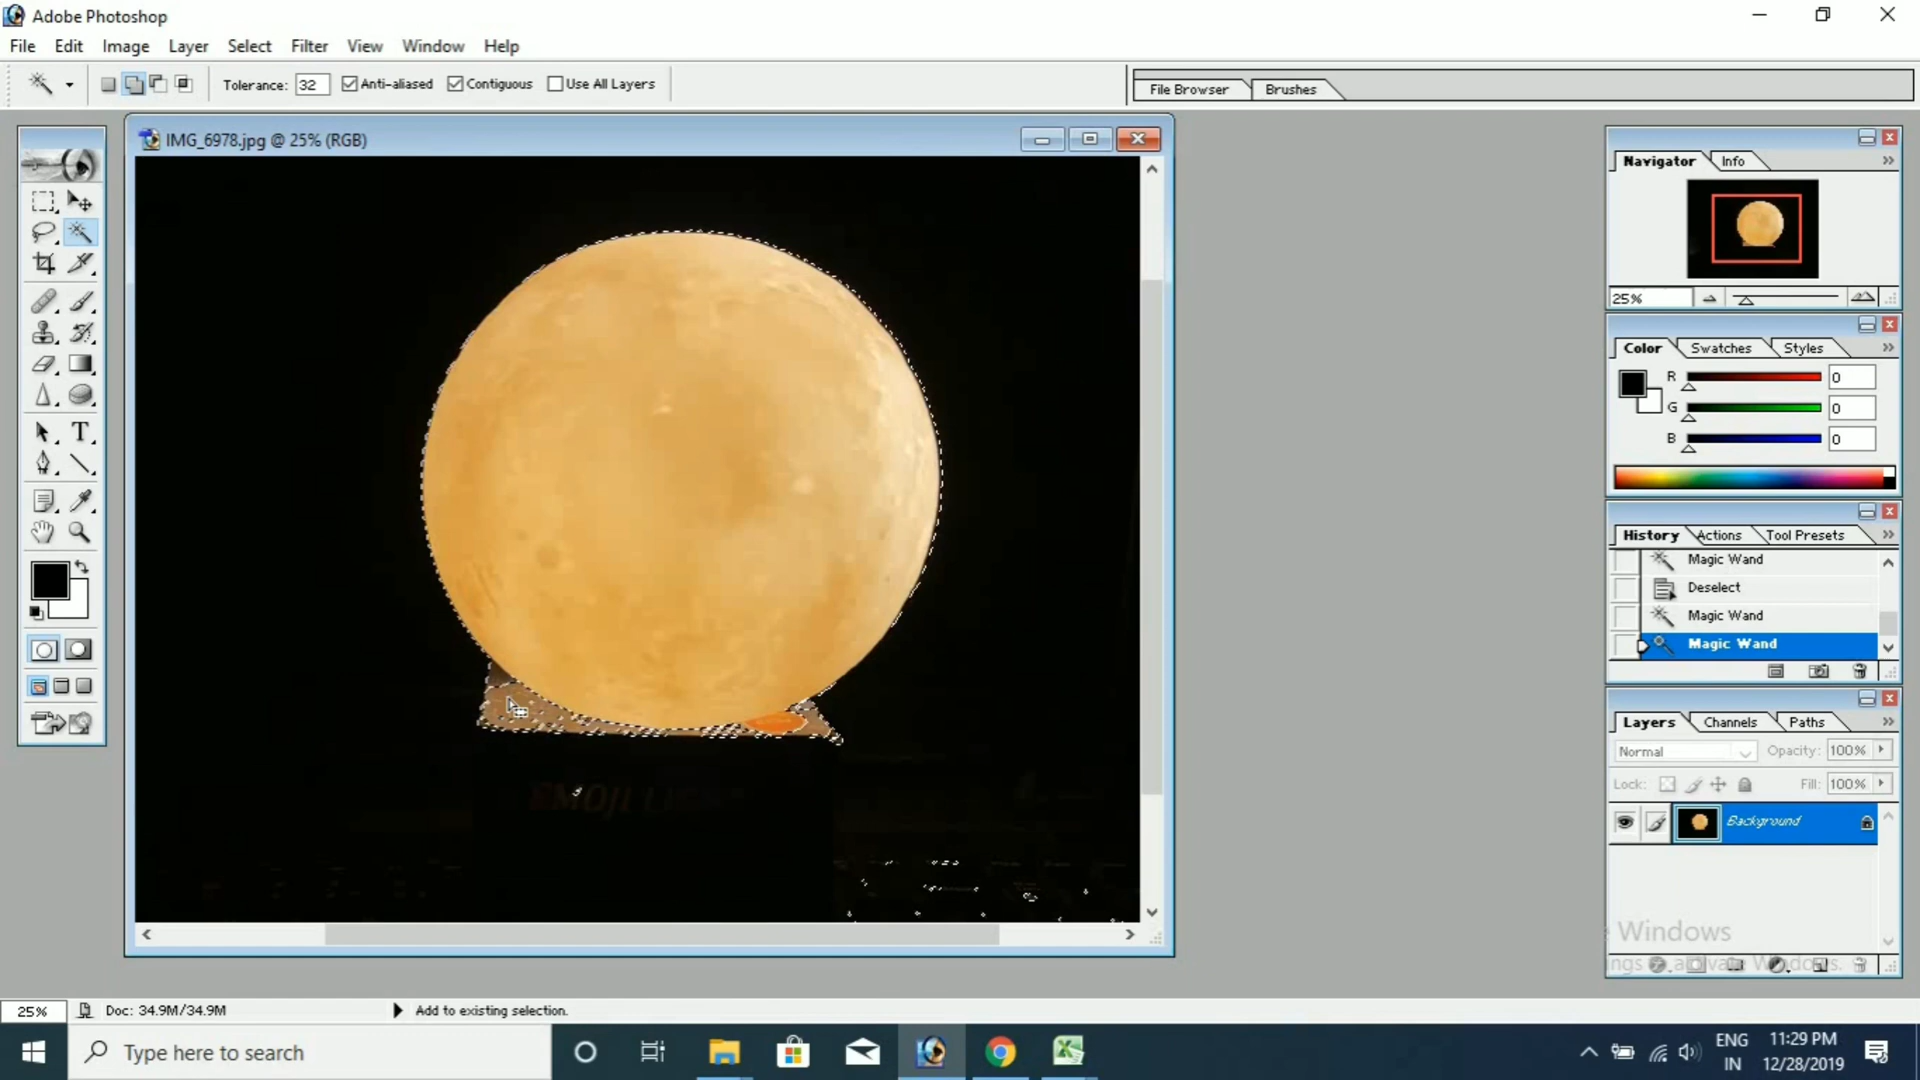 Adobe Photoshop
File Edit Image Layer Select Filter View Window Help
Tolerance: 32 Anti-aliased Contiguous Use All Layers
File Browser Brushes
IMG_6978.jpg @ 25% (RGB)
EMOJI
Navigator Info
25%
Color Swatches Styles
R 0
G 0
B 0
History Actions Tool Presets
Magic Wand
Deselect
Magic Wand
Magic Wand
Layers Channels Paths
Normal Opacity: 100%
Lock: Fill: 100%
Background
Windows
25% Doc: 34.9M/34.9M Add to existing selection.
Type here to search
ENG
IN
11:29 PM
12/28/2019